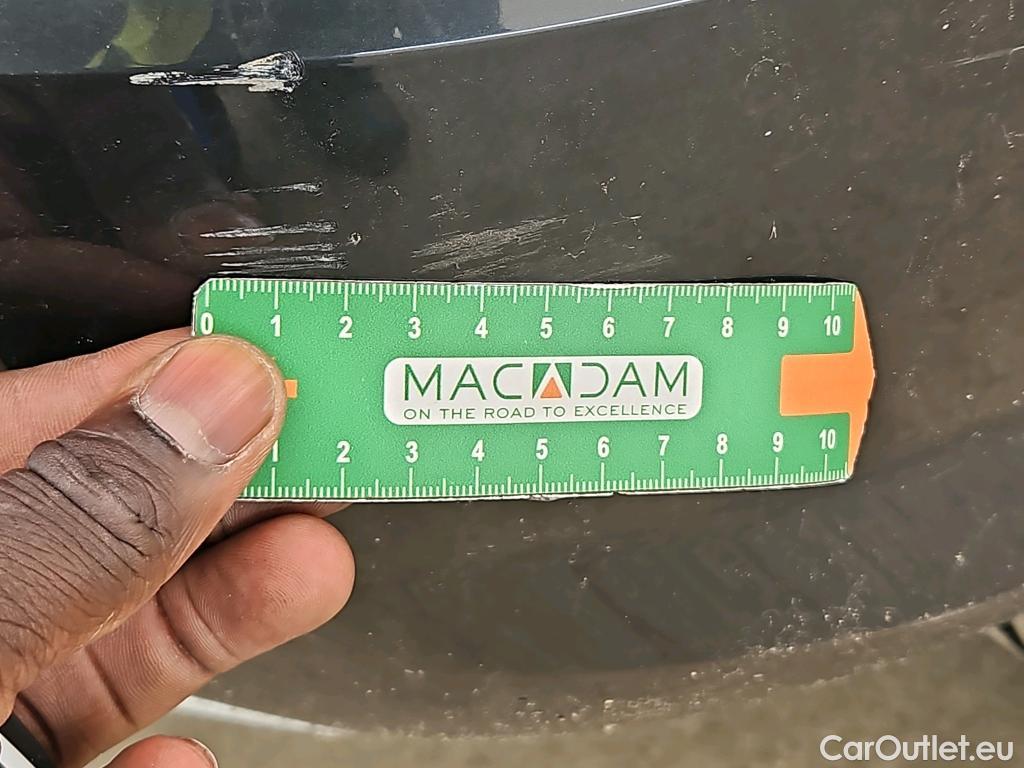 0 1 2 3 4 5 6 7 8 9 10
MACADAM
ON THE ROAD TO EXCELLENCE
1 2 3 4 5 6 7 8 9 10
CarOutlet.eu